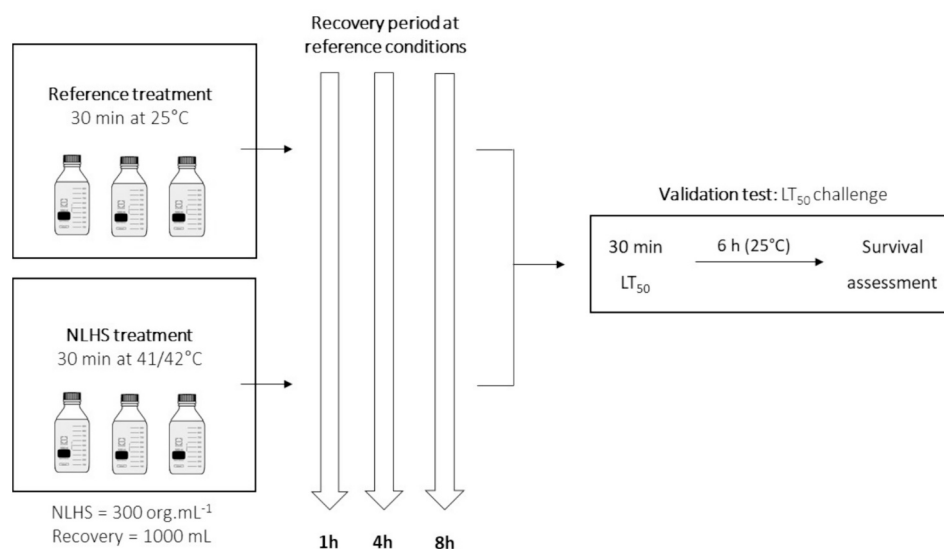 Recovery period at
reference conditions
Reference treatment
30 min at 25°C
NLHS treatment
30 min at 41/42°C
NLHS = 300 org.mL⁻¹
Recovery = 1000 mL
1h 4h 8h
Validation test: LT₅₀ challenge
30 min
LT₅₀
6 h (25°C)
Survival
assessment